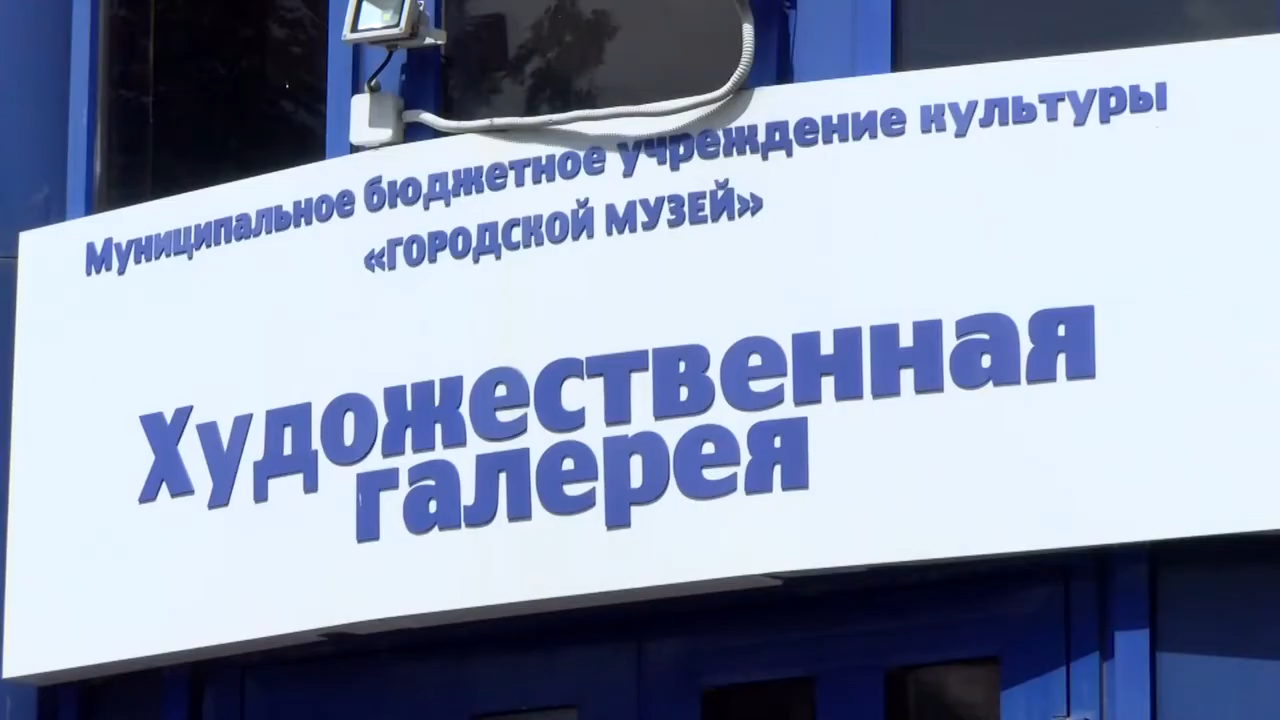 Муниципальное бюджетное учреждение культуры
«ГОРОДСКОЙ МУЗЕЙ»
Художественная
галерея